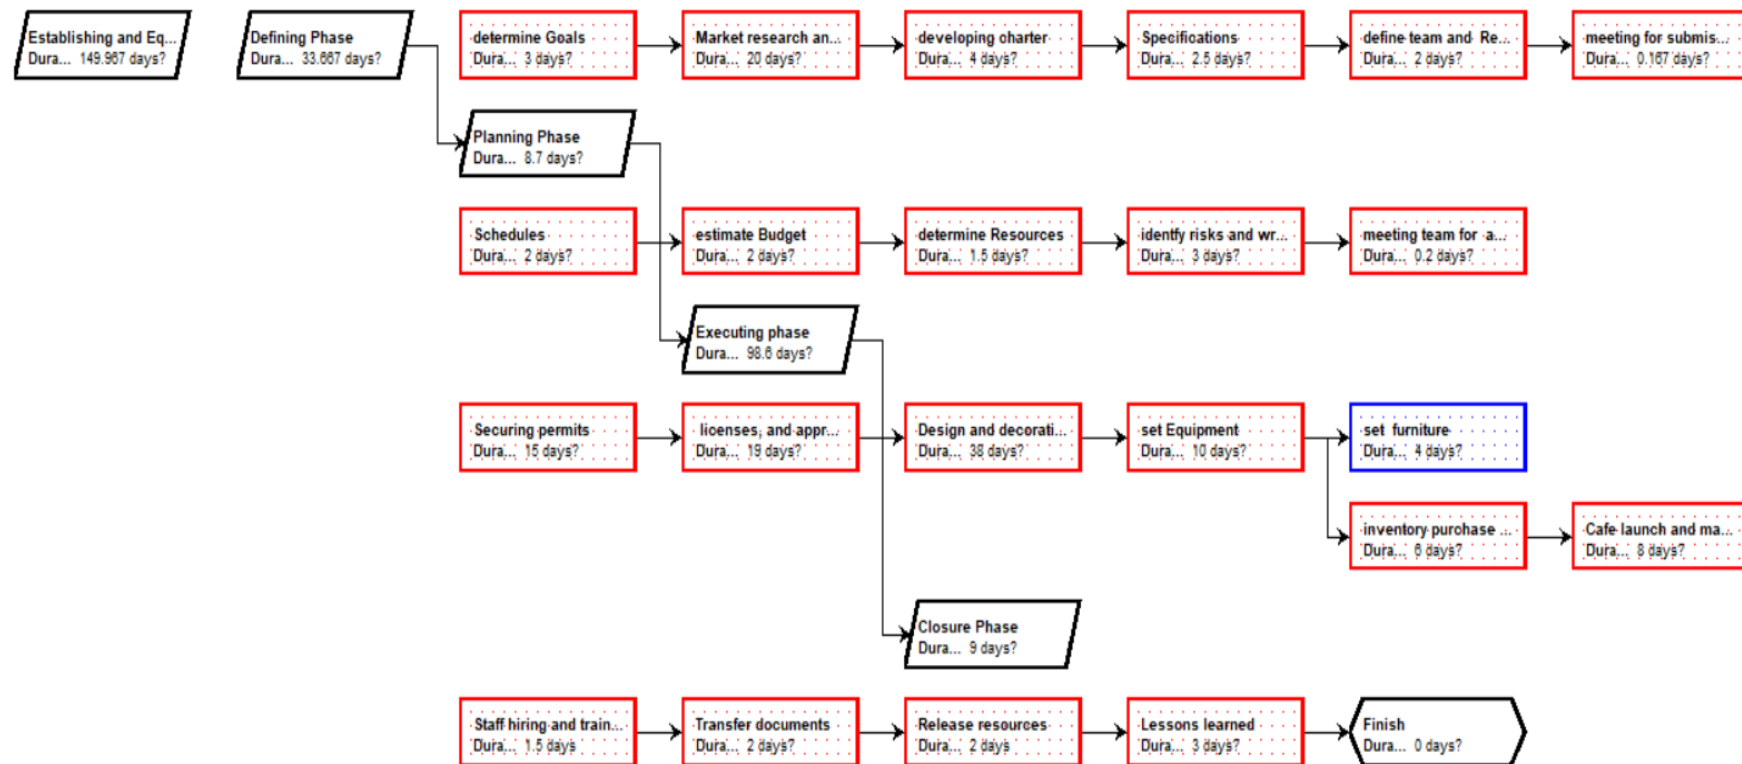 Establishing and Eq...
Dura... 149.967 days?
Defining Phase
Dura... 33.667 days?
determine Goals
Dura... 3 days?
Market research an...
Dura... 20 days?
developing charter
Dura... 4 days?
Specifications
Dura... 2.5 days?
define team and Re...
Dura... 2 days?
meeting for submis...
Dura... 0.167 days?
Planning Phase
Dura... 8.7 days?
Schedules
Dura... 2 days?
estimate Budget
Dura... 2 days?
determine Resources
Dura... 1.5 days?
identfy risks and wr...
Dura... 3 days?
meeting team for a...
Dura... 0.2 days?
Executing phase
Dura... 98.6 days?
Securing permits
Dura... 15 days?
licenses, and appr...
Dura... 19 days?
Design and decorati...
Dura... 38 days?
set Equipment
Dura... 10 days?
set furniture
Dura... 4 days?
inventory purchase ...
Dura... 6 days?
Cafe launch and ma...
Dura... 8 days?
Closure Phase
Dura... 9 days?
Staff hiring and train...
Dura... 1.5 days
Transfer documents
Dura... 2 days?
Release resources
Dura... 2 days
Lessons learned
Dura... 3 days?
Finish
Dura... 0 days?